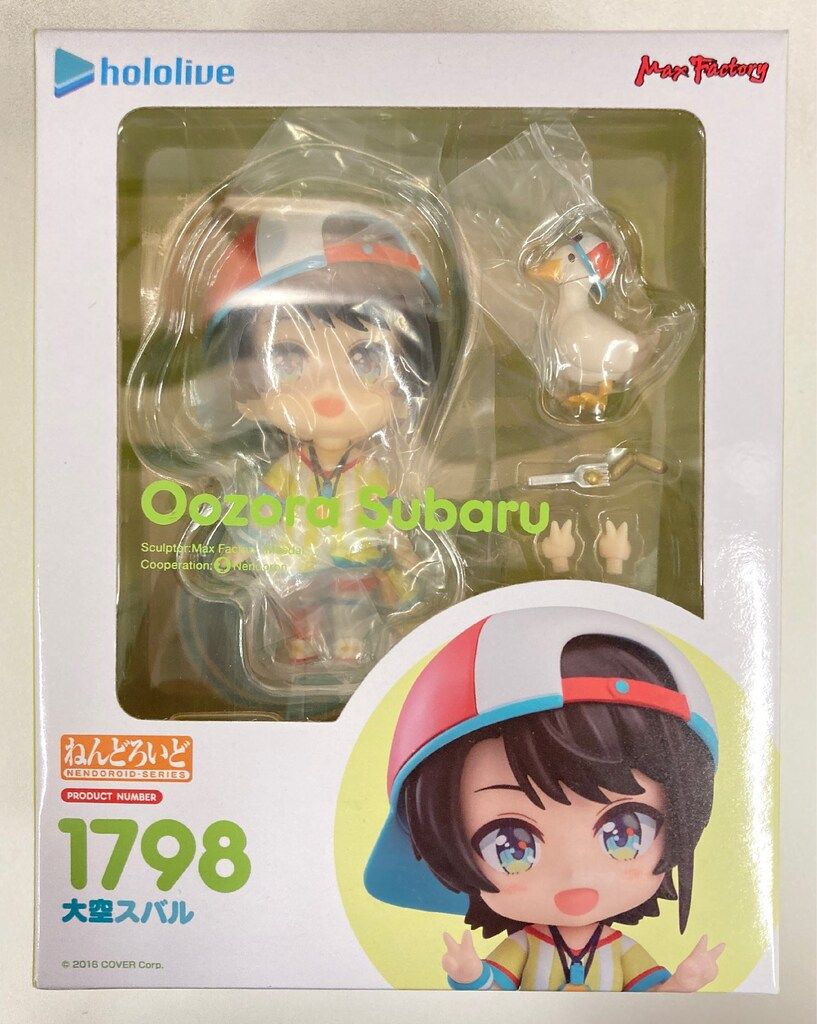 hololive
Max Factory
Oozora Subaru
Sculptor:Max Factory
Cooperation: Nendoron
ねんどろいど
NENDOROID-SERIES
PRODUCT NUMBER
1798
大空スバル
© 2016 COVER Corp.